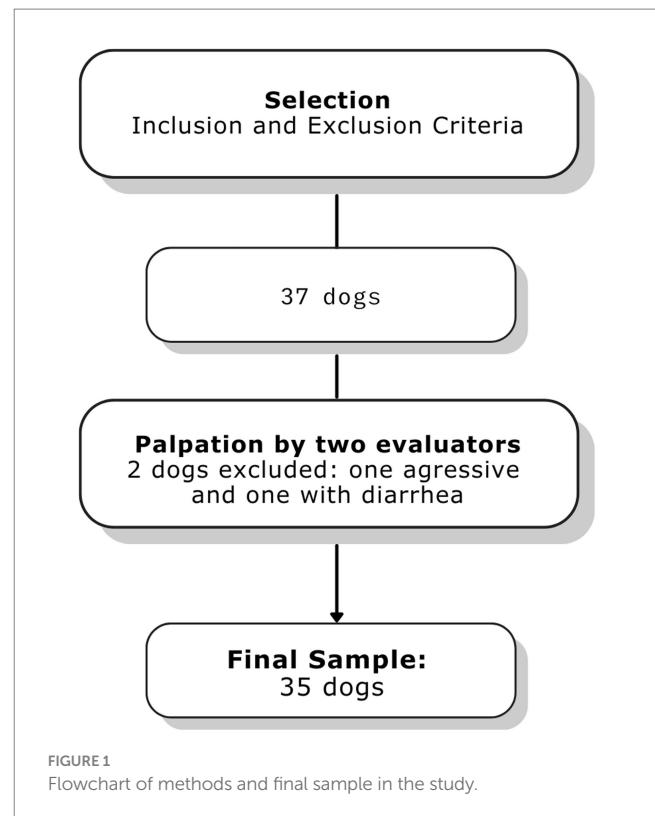 Selection
Inclusion and Exclusion Criteria
37 dogs
Palpation by two evaluators
2 dogs excluded: one agressive
and one with diarrhea
Final Sample:
35 dogs
FIGURE 1
Flowchart of methods and final sample in the study.